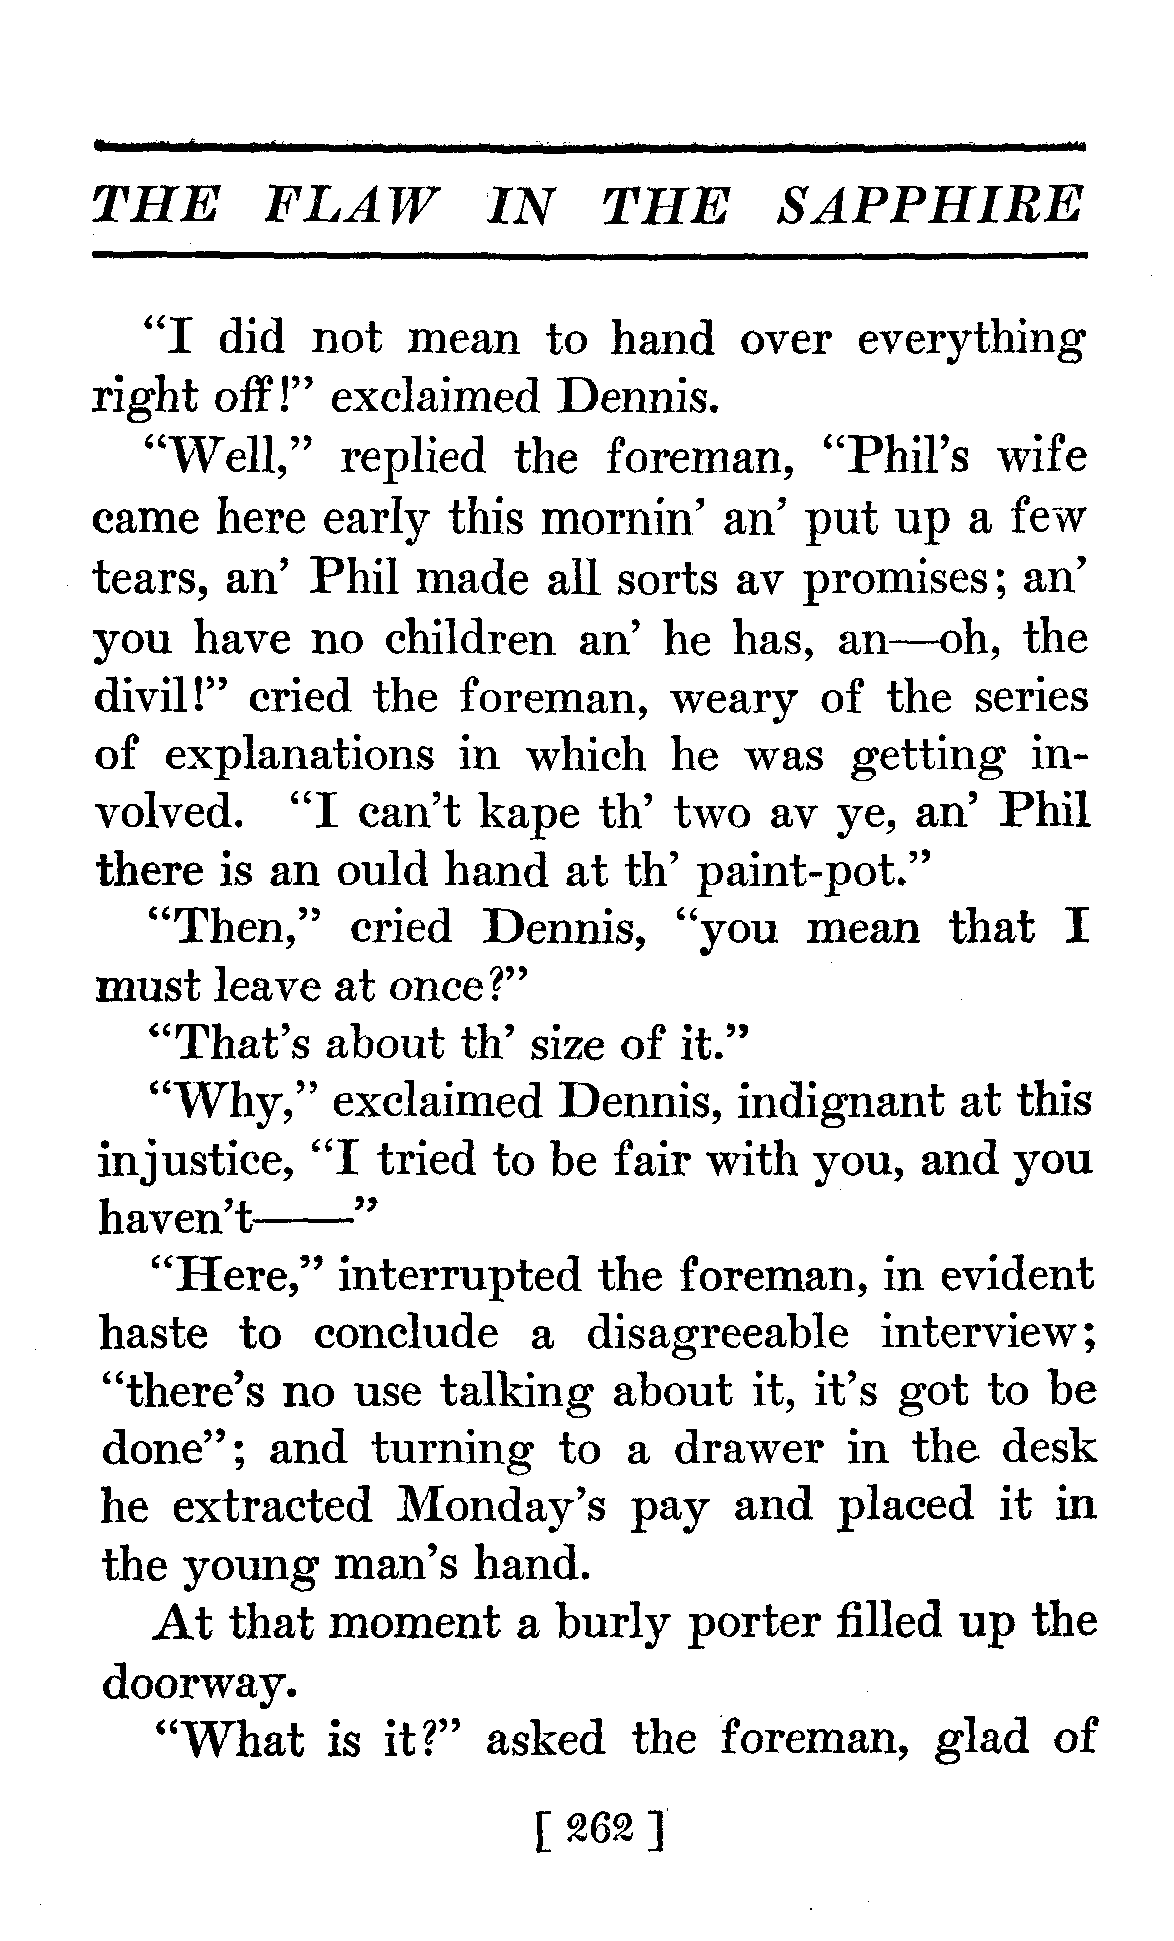 THE FLAW IN THE SAPPHIRE
“I did not mean to hand over everything
right off!” exclaimed Dennis.
“Well,” replied the foreman, “Phil’s wife
came here early this mornin’ an’ put up a few
tears, an’ Phil made all sorts av promises; an’
you have no children an’ he has, an—oh, the
divil!” cried the foreman, weary of the series
of explanations in which he was getting in-
volved. “I can’t kape th’ two av ye, an’ Phil
there is an ould hand at th’ paint-pot.”
“Then,” cried Dennis, “you mean that I
must leave at once?”
“That’s about th’ size of it.”
“Why,” exclaimed Dennis, indignant at this
injustice, “I tried to be fair with you, and you
haven’t——”
“Here,” interrupted the foreman, in evident
haste to conclude a disagreeable interview;
“there’s no use talking about it, it’s got to be
done”; and turning to a drawer in the desk
he extracted Monday’s pay and placed it in
the young man’s hand.
At that moment a burly porter filled up the
doorway.
“What is it?” asked the foreman, glad of
[ 262 ]